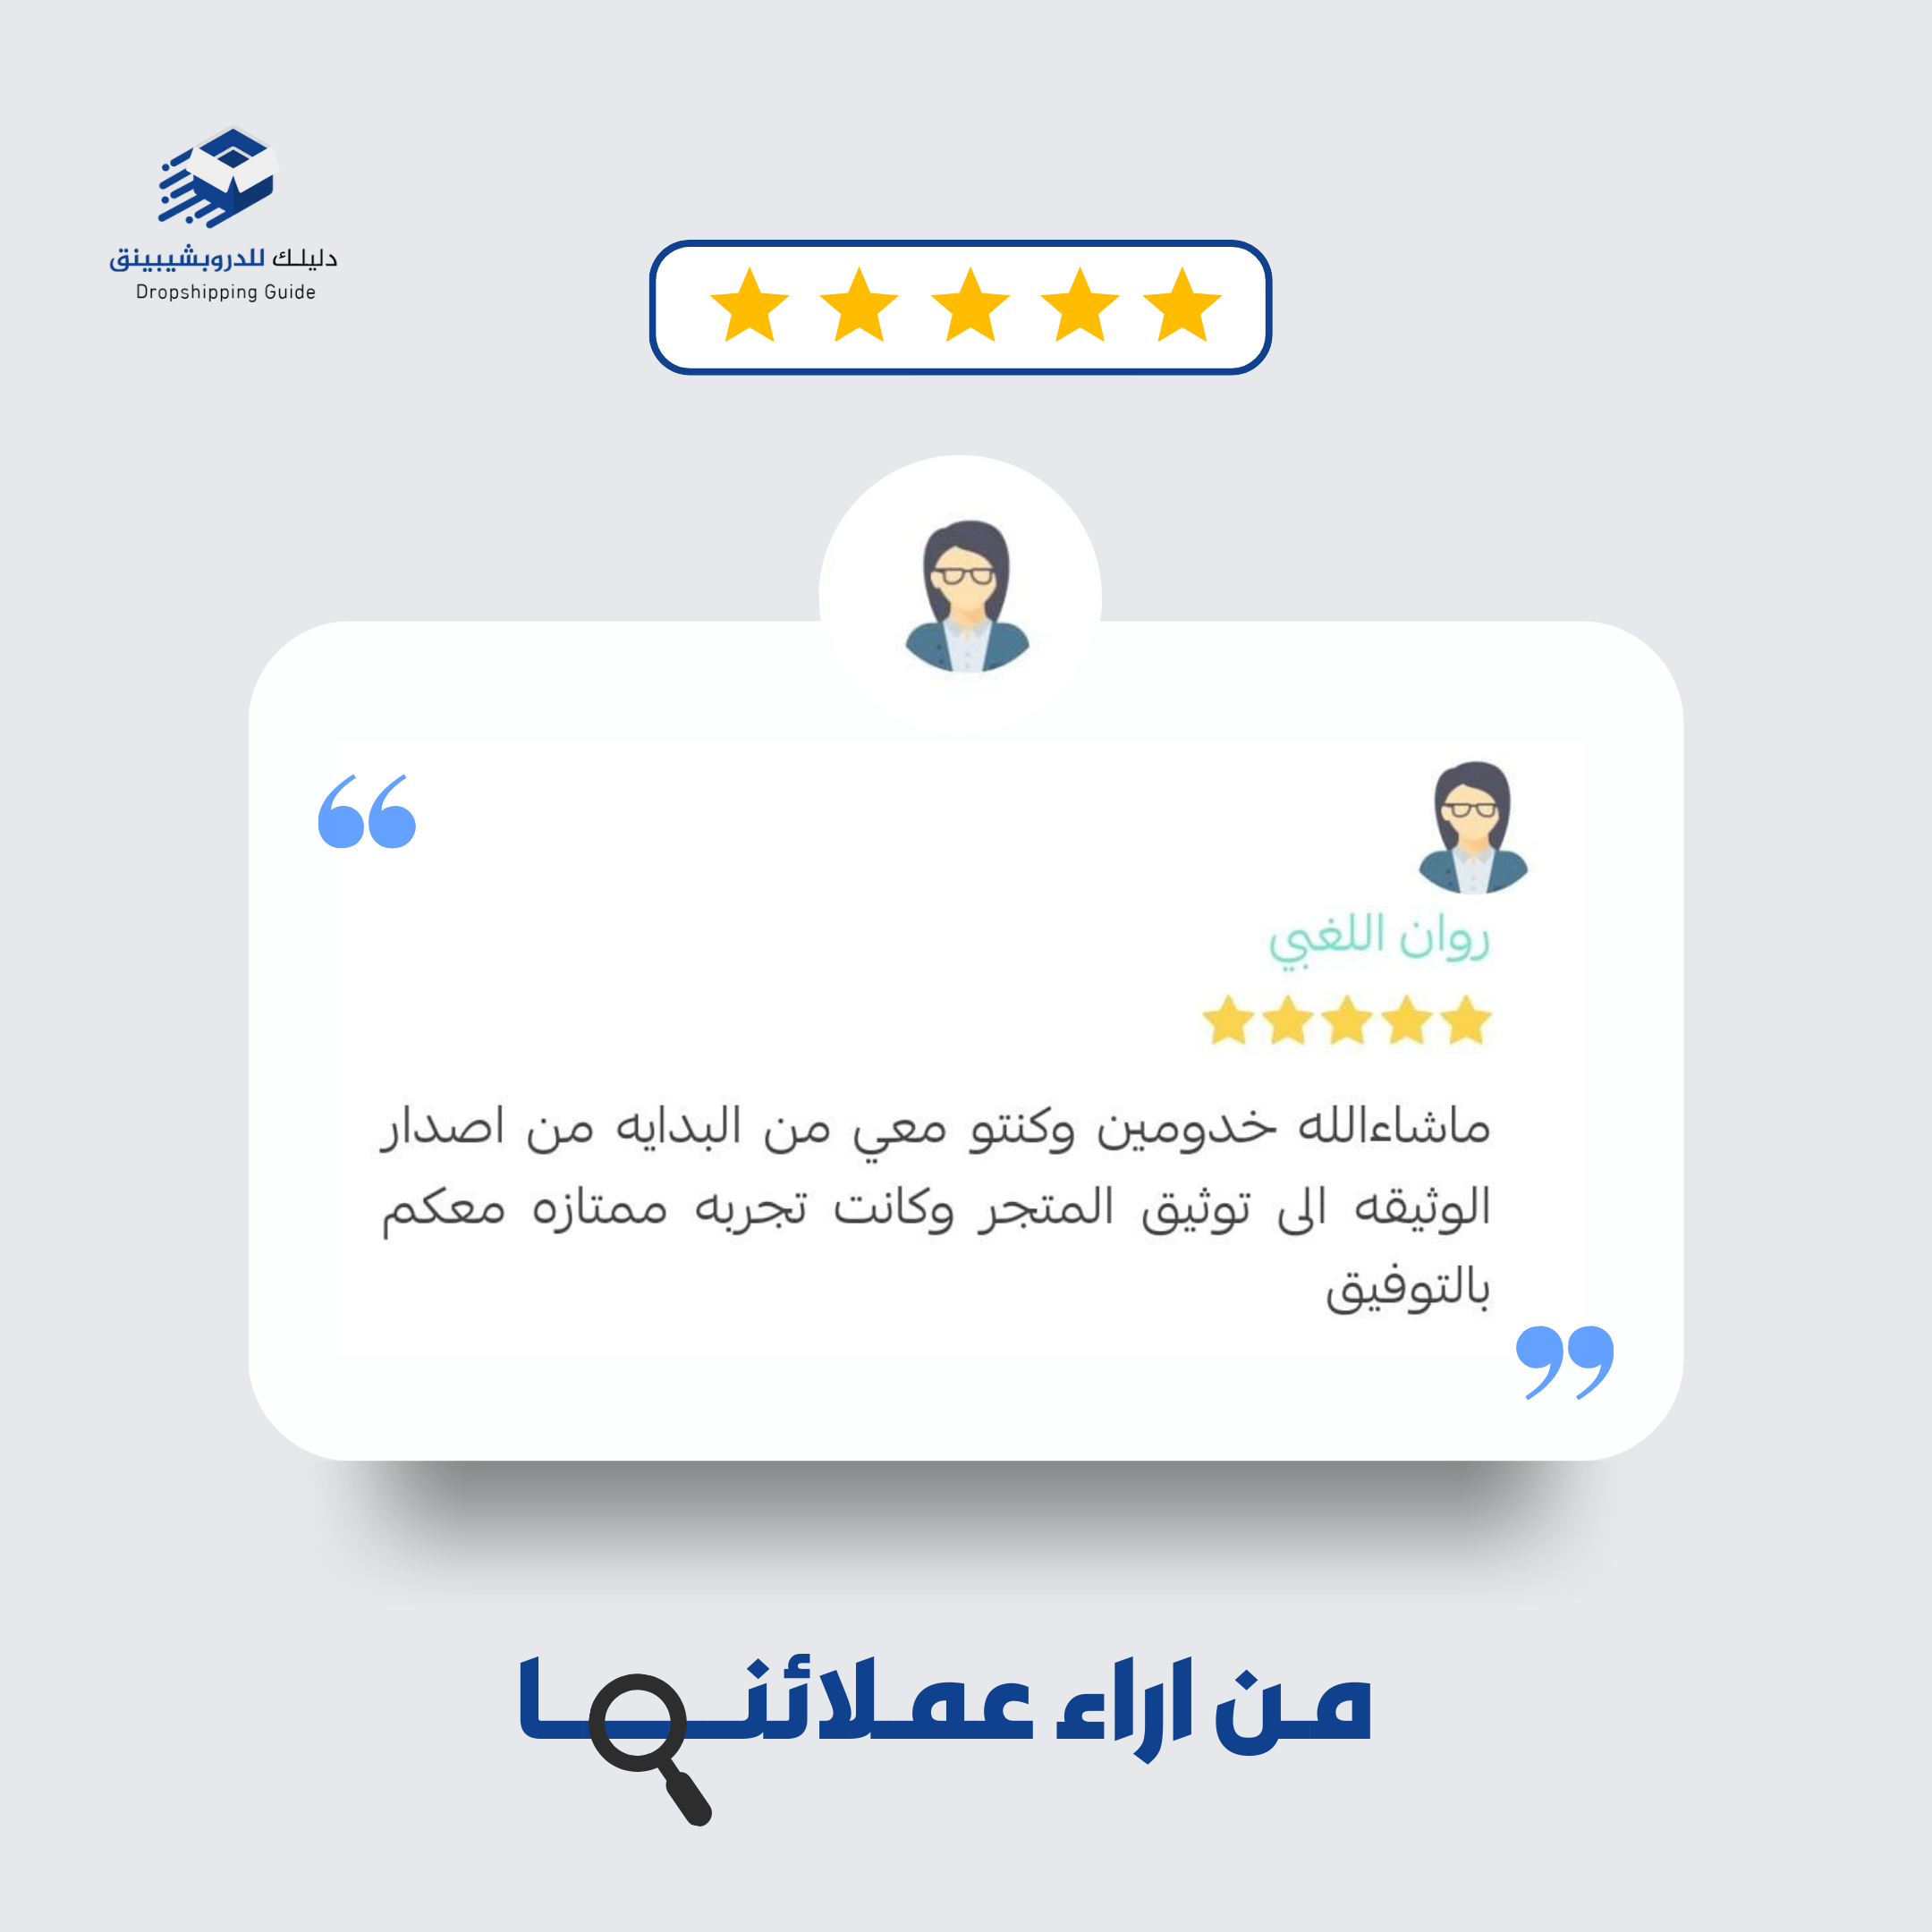 دليلك للدروبشيبينق
Dropshipping Guide
روان اللغبي
ماشاءالله خدومين وكنتو معي من البدايه من اصدار
الوثيقه الى توثيق المتجر وكانت تجربه ممتازه معكم
بالتوفيق
من اراء عملائنا